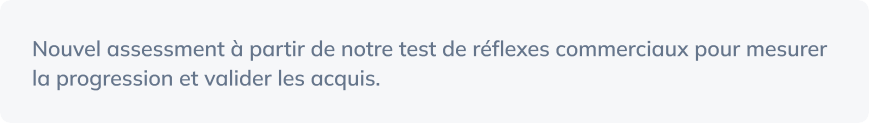 Nouvel assessment à partir de notre test de réflexes commerciaux pour mesurer
la progression et valider les acquis.